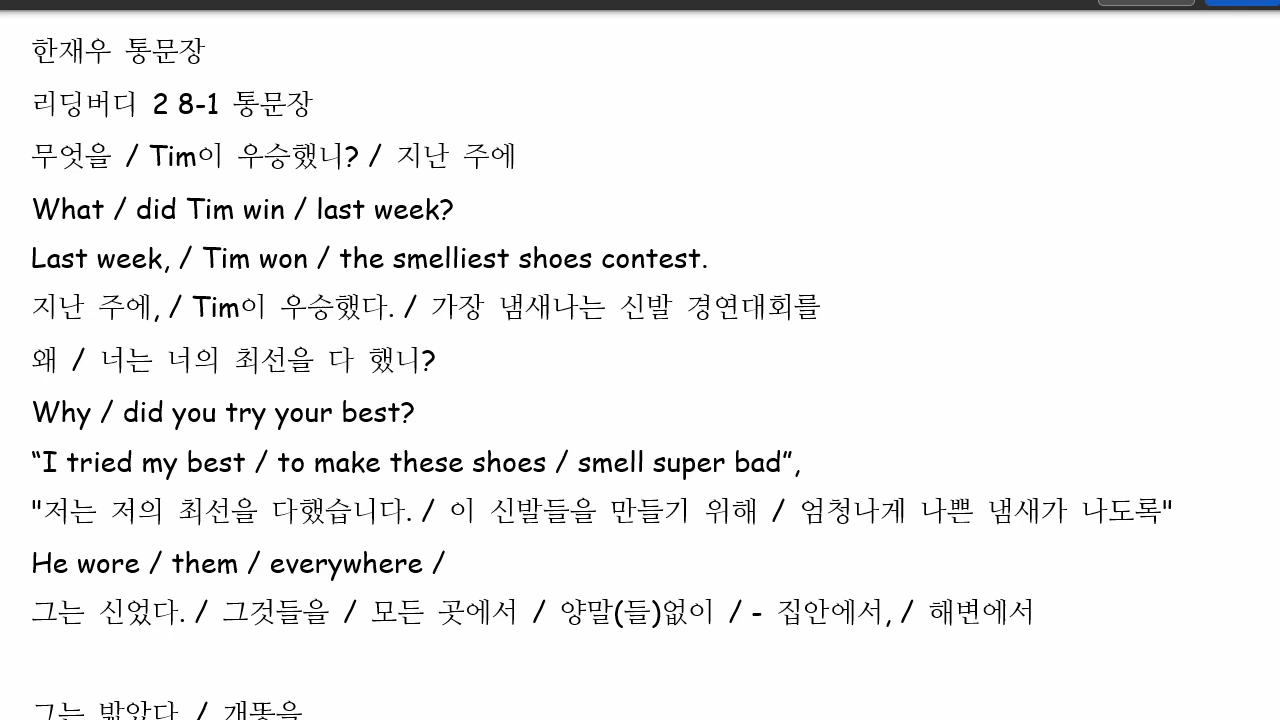 한재우 통문장
리딩버디 2 8-1 통문장
무엇을 / Tim이 우승했니? / 지난 주에
What / did Tim win / last week?
Last week, / Tim won / the smelliest shoes contest.
지난 주에, / Tim이 우승했다. / 가장 냄새나는 신발 경연대회를
왜 / 너는 너의 최선을 다 했니?
Why / did you try your best?
“I tried my best / to make these shoes / smell super bad”,
"저는 저의 최선을 다했습니다. / 이 신발들을 만들기 위해 / 엄청나게 나쁜 냄새가 나도록"
He wore / them / everywhere /
그는 신었다. / 그것들을 / 모든 곳에서 / 양말(들)없이 / - 집안에서, / 해변에서
그는 밟았다. / 개똥을